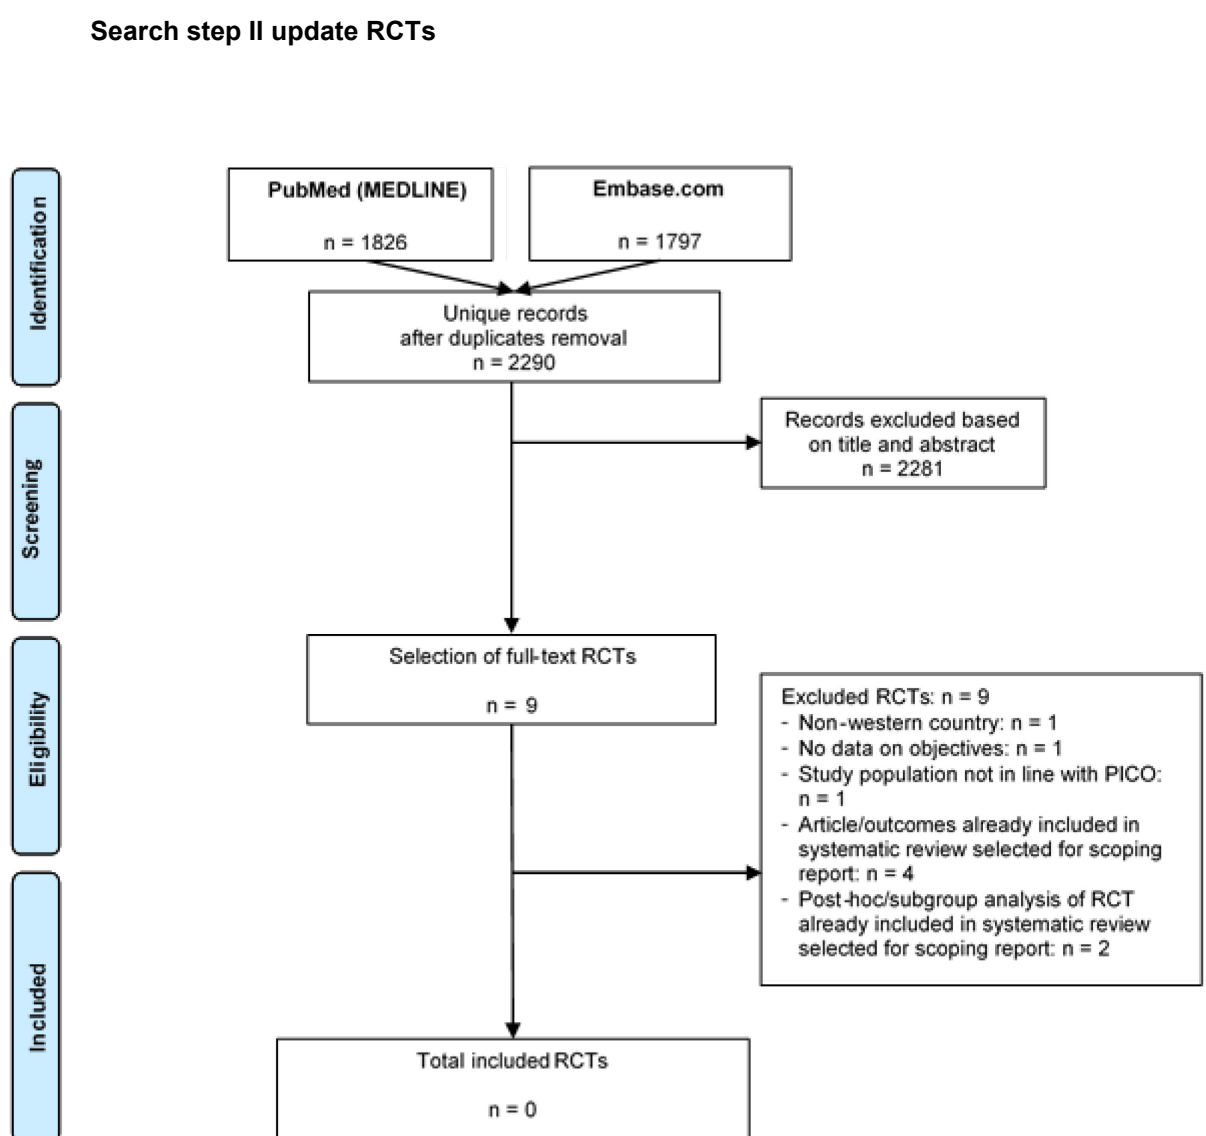 Search step II update RCTs
Identification
PubMed (MEDLINE)
n = 1826
Embase.com
n = 1797
Unique records
after duplicates removal
n = 2290
Screening
Records excluded based
on title and abstract
n = 2281
Eligibility
Selection of full-text RCTs
n = 9
Excluded RCTs: n = 9
- Non-western country: n = 1
- No data on objectives: n = 1
- Study population not in line with PICO:
n = 1
- Article/outcomes already included in
systematic review selected for scoping
report: n = 4
- Post-hoc/subgroup analysis of RCT
already included in systematic review
selected for scoping report: n = 2
Included
Total included RCTs
n = 0